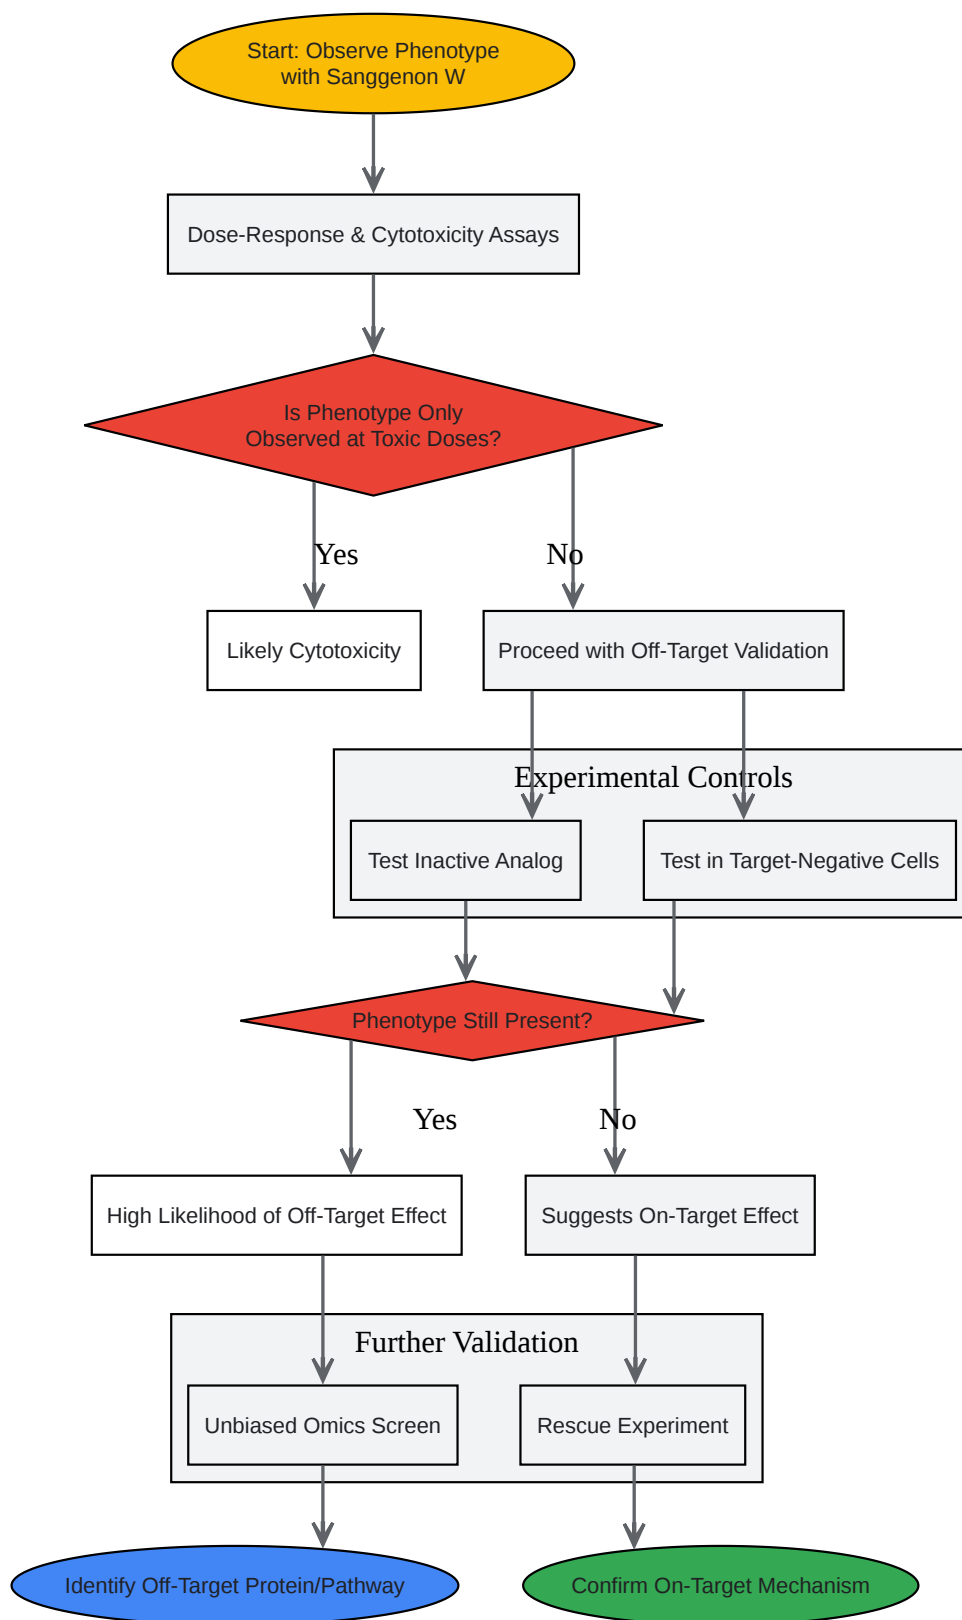 Start: Observe Phenotype
with Sanggenon W
Dose-Response & Cytotoxicity Assays
Is Phenotype Only
Observed at Toxic Doses?
Yes
No
Likely Cytotoxicity
Proceed with Off-Target Validation
Experimental Controls
Test Inactive Analog
Test in Target-Negative Cells
Phenotype Still Present?
Yes
No
High Likelihood of Off-Target Effect
Suggests On-Target Effect
Further Validation
Unbiased Omics Screen
Rescue Experiment
Identify Off-Target Protein/Pathway
Confirm On-Target Mechanism